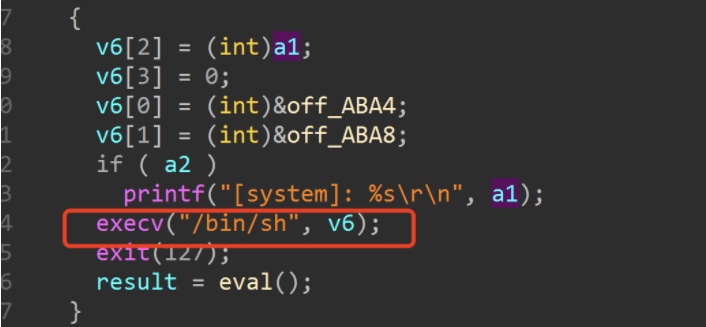 7 {
8 v6[2] = (int)a1;
9 v6[3] = 0;
0 v6[0] = (int)&off_ABA4;
1 v6[1] = (int)&off_ABA8;
2 if ( a2 )
3 printf("[system]: %s\r\n", a1);
4 execv("/bin/sh", v6);
5 exit(127);
6 result = eval();
7 }